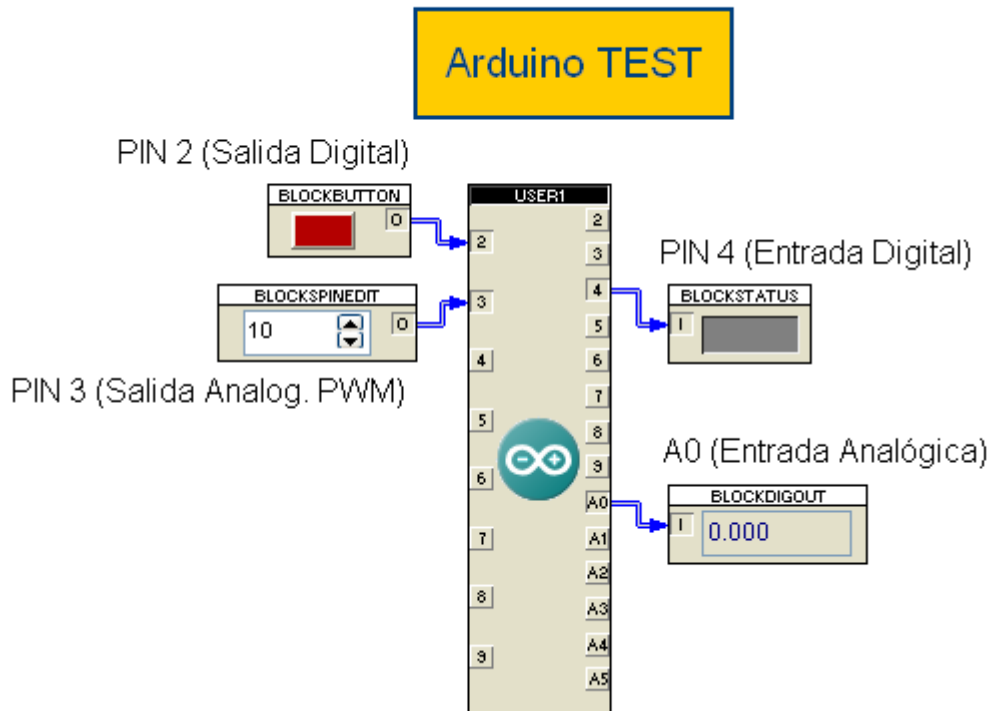 Arduino TEST
PIN 2 (Salida Digital)
BLOCKBUTTON
O
USER1
2
2
3
PIN 4 (Entrada Digital)
BLOCKSPINEDIT
10
O
3
4
BLOCKSTATUS
I
5
PIN 3 (Salida Analog. PWM)
4
6
7
5
8
A0 (Entrada Analógica)
6
9
A0
BLOCKDIGOUT
I
0.000
7
A1
A2
8
A3
A4
9
A5